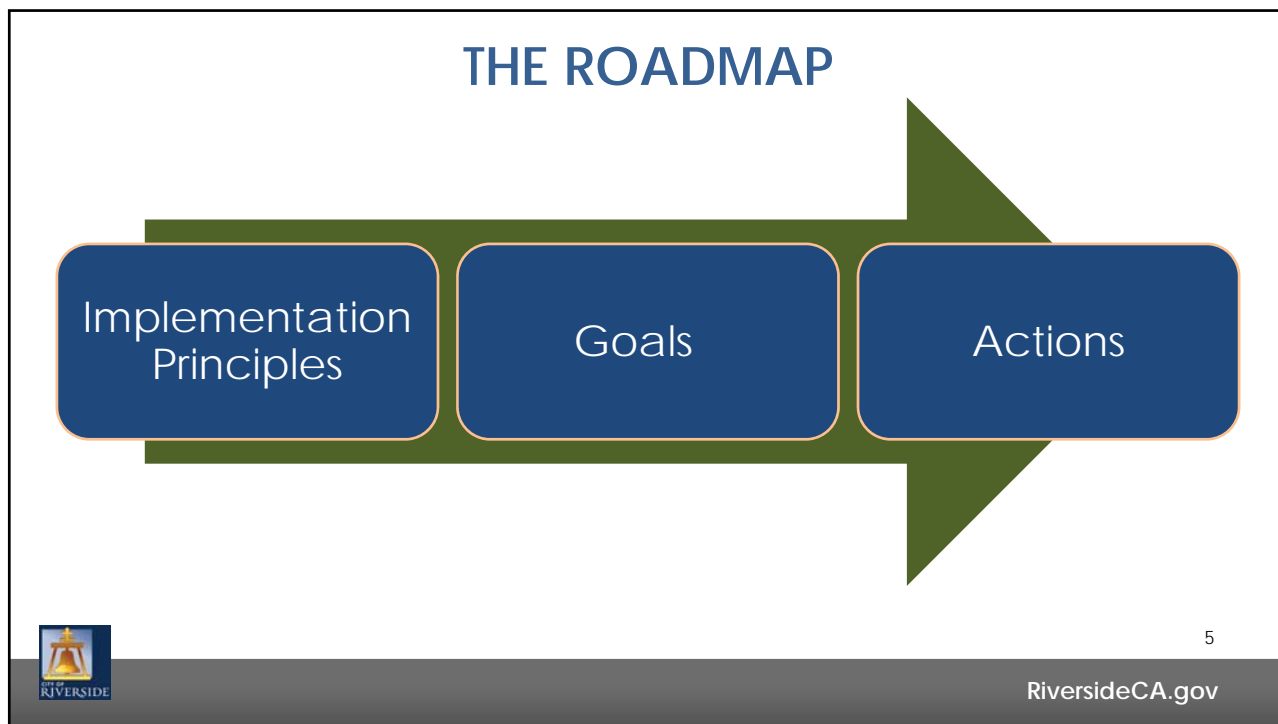 THE ROADMAP
Implementation
Principles
Goals
Actions
5
CITY OF
RIVERSIDE
RiversideCA.gov